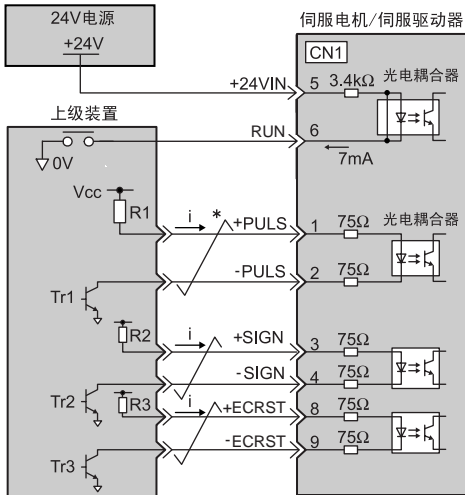 24V电源
+24V
伺服电机/伺服驱动器
CN1
上级装置
+24VIN
5
3.4kΩ
光电耦合器
RUN
6
7mA
0V
Vcc
R1
i
*
+PULS
1
75Ω
光电耦合器
-PULS
2
75Ω
Tr1
R2
i
+SIGN
3
75Ω
-SIGN
4
75Ω
Tr2
R3
i
+ECRST
8
75Ω
-ECRST
9
75Ω
Tr3